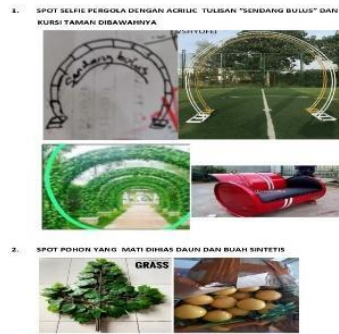 1. SPOT SELFIE PERGOLA DENGAN ACRILIC TULISAN "SENDANG BULUS" DAN
KURSI TAMAN DIBAWAHNYA
Sendang bulus
2. SPOT POHON YANG MATI DIHIAS DAUN DAN BUAH SINTETIS
GRASS